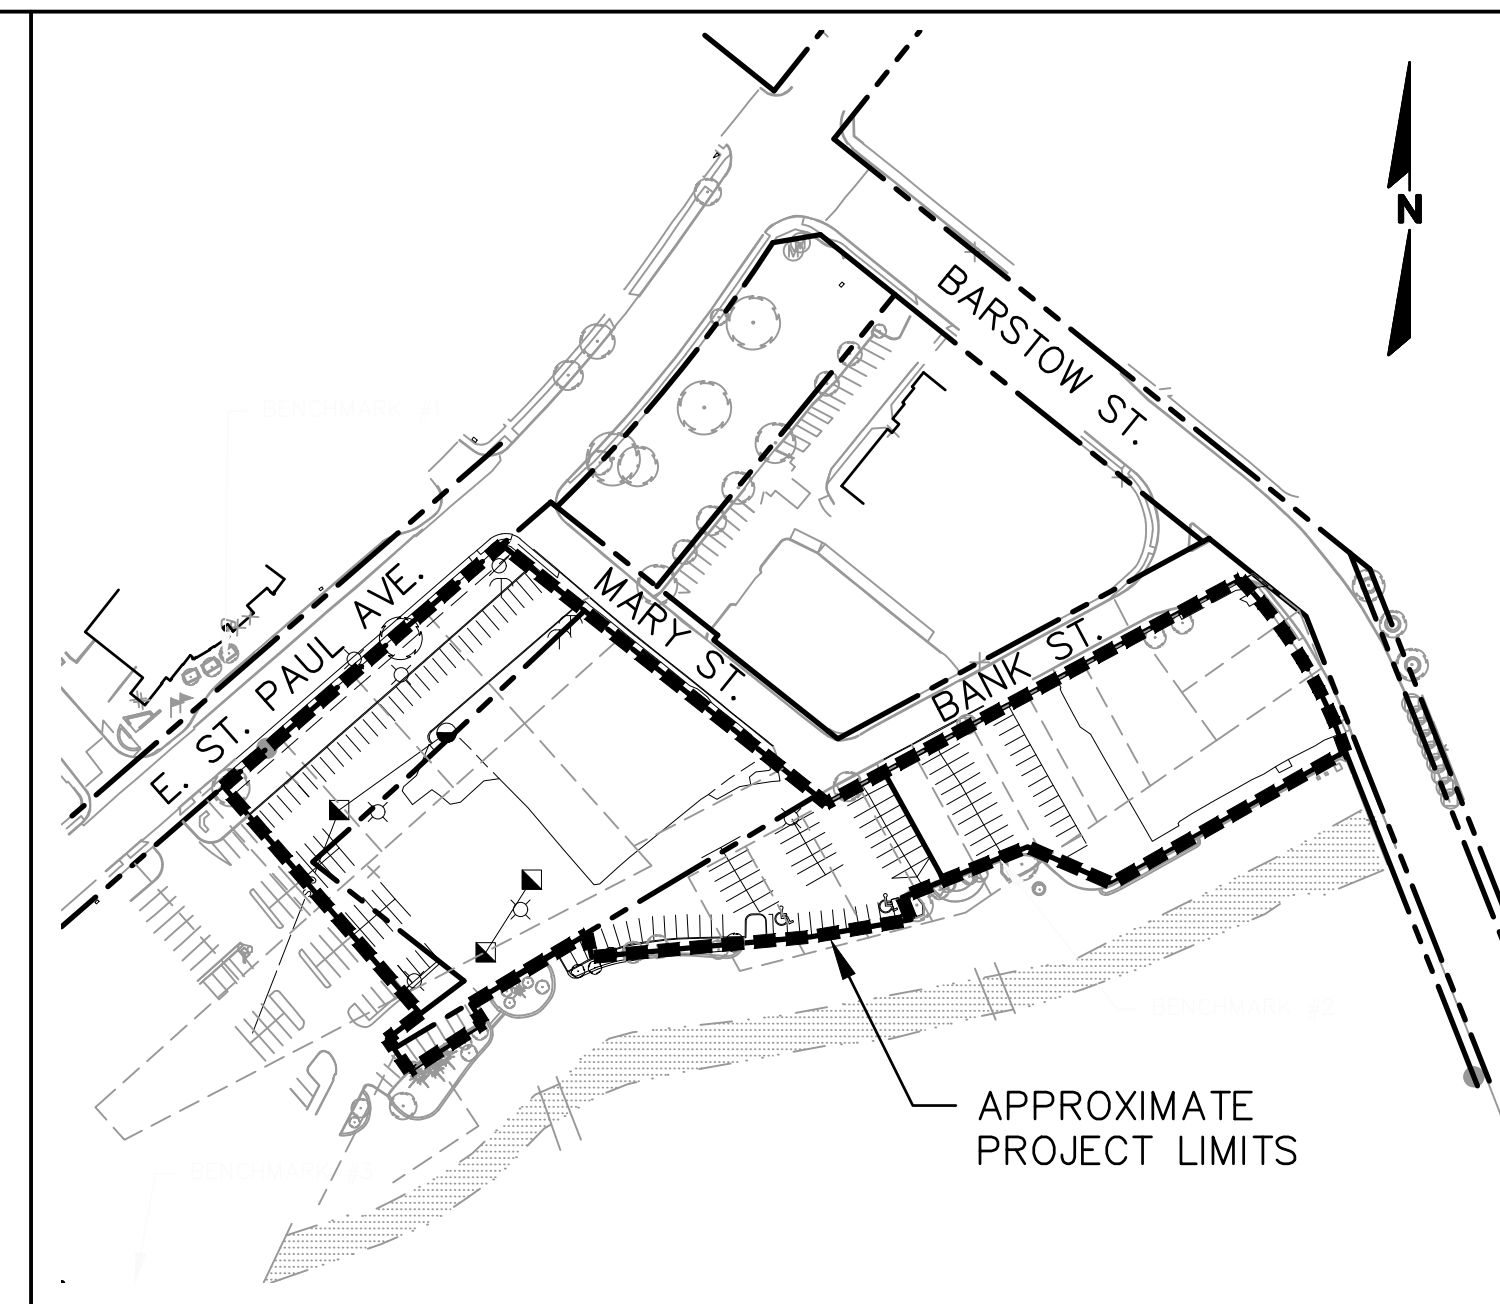 N
BARSTOW ST.
BENCHMARK #1
MARY ST.
E. ST. PAUL AVE.
BANK ST.
BENCHMARK #2
APPROXIMATE
PROJECT LIMITS
BENCHMARK #3